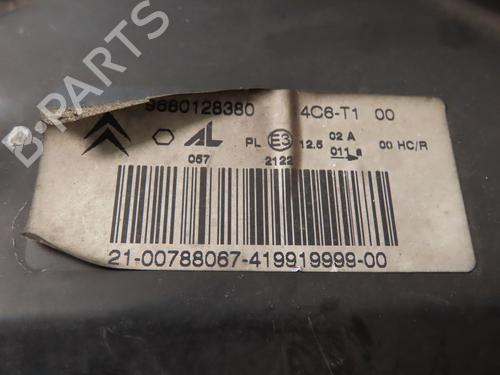 9680128380 4C6-T1 00
AL PL E3 12.5 02 A 00 HC/R
057 2122 011
21-00788067-419919999-00
B-Parts